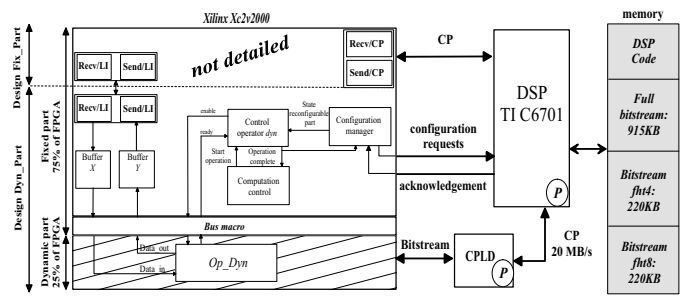 Xilinx Xc2v2000
memory
Design Fix_Part
Design Dyn_Part
Fixed part
75% of FPGA
Dynamic part
25% of FPGA
not detailed
Recv/LI
Send/LI
Recv/CP
Send/CP
Recv/LI
Send/LI
CP
DSP
TI C6701
DSP
Code
Full
bitstream:
915KB
Bitstream
fht4:
220KB
Bitstream
fht8:
220KB
enable
ready
Control
operator dyn
State
reconfigurable
part
Configuration
manager
Start
operation
Operation
complete
Computation
control
Buffer
X
Buffer
Y
configuration
requests
acknowledgement
P
Bus macro
Data_out
Data_in
Op_Dyn
Bitstream
CPLD
P
CP
20 MB/s